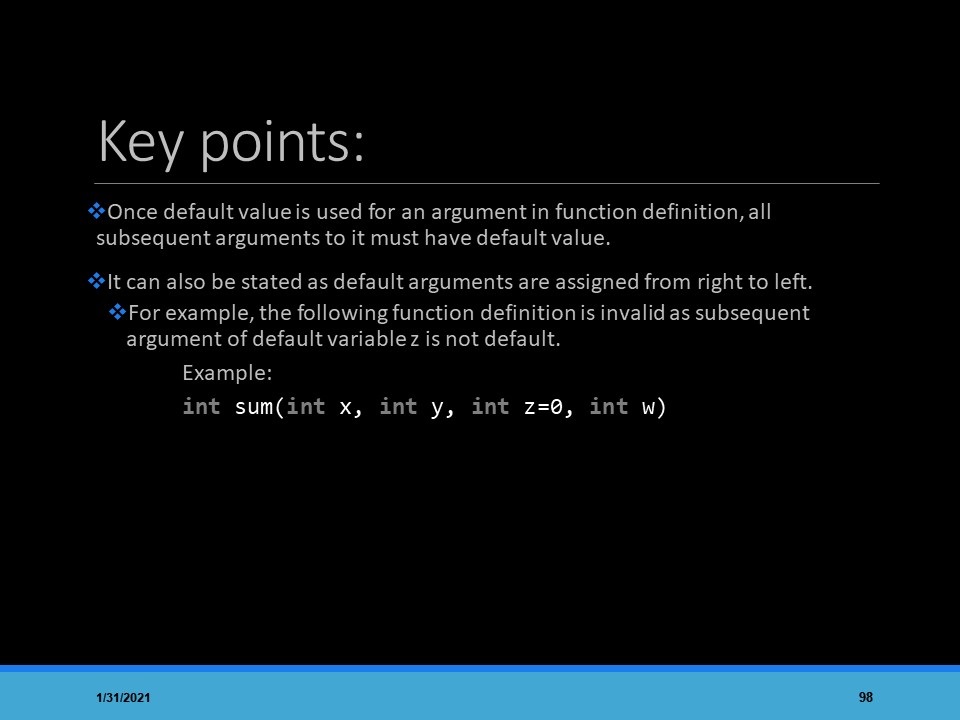 Key points:
❖Once default value is used for an argument in function definition, all
subsequent arguments to it must have default value.
❖It can also be stated as default arguments are assigned from right to left.
❖For example, the following function definition is invalid as subsequent
argument of default variable z is not default.
Example:
int sum(int x, int y, int z=0, int w)
1/31/2021
98